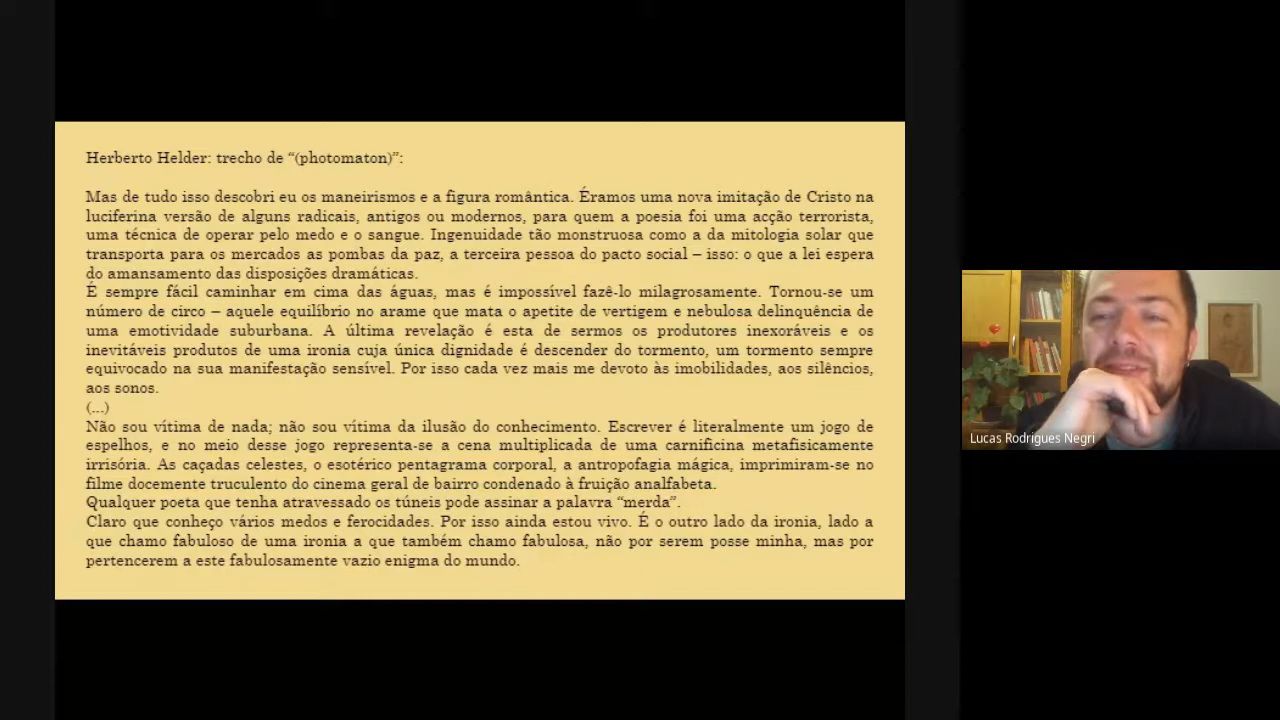 Herberto Helder: trecho de “(photomaton)”:
Mas de tudo isso descobri eu os maneirismos e a figura romântica. Éramos uma nova imitação de Cristo na
luciferina versão de alguns radicais, antigos ou modernos, para quem a poesia foi uma acção terrorista,
uma técnica de operar pelo medo e o sangue. Ingenuidade tão monstruosa como a da mitologia solar que
transporta para os mercados as pombas da paz, a terceira pessoa do pacto social – isso: o que a lei espera
do amansamento das disposições dramáticas.
É sempre fácil caminhar em cima das águas, mas é impossível fazê-lo milagrosamente. Tornou-se um
número de circo – aquele equilíbrio no arame que mata o apetite de vertigem e nebulosa delinquência de
uma emotividade suburbana. A última revelação é esta de sermos os produtores inexoráveis e os
inevitáveis produtos de uma ironia cuja única dignidade é descender do tormento, um tormento sempre
equivocado na sua manifestação sensível. Por isso cada vez mais me devoto às imobilidades, aos silêncios,
aos sonos.
(...)
Não sou vítima de nada; não sou vítima da ilusão do conhecimento. Escrever é literalmente um jogo de
espelhos, e no meio desse jogo representa-se a cena multiplicada de uma carnificina metafisicamente
irrisória. As caçadas celestes, o esotérico pentagrama corporal, a antropofagia mágica, imprimiram-se no
filme docemente truculento do cinema geral de bairro condenado à fruição analfabeta.
Qualquer poeta que tenha atravessado os túneis pode assinar a palavra “merda”.
Claro que conheço vários medos e ferocidades. Por isso ainda estou vivo. É o outro lado da ironia, lado a
que chamo fabuloso de uma ironia a que também chamo fabulosa, não por serem posse minha, mas por
pertencerem a este fabulosamente vazio enigma do mundo.
Lucas Rodrigues Negri